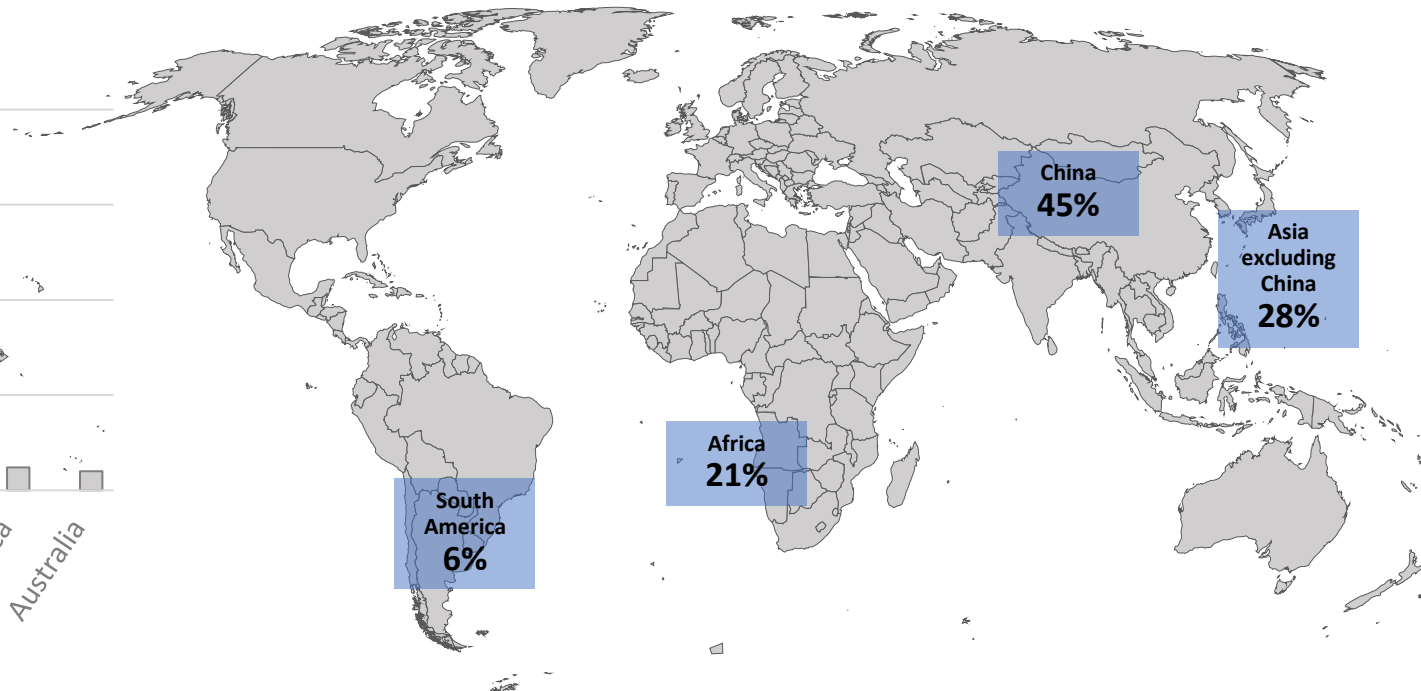 China
45%
Asia
excluding
China
28%
Africa
21%
South
America
6%
Australia